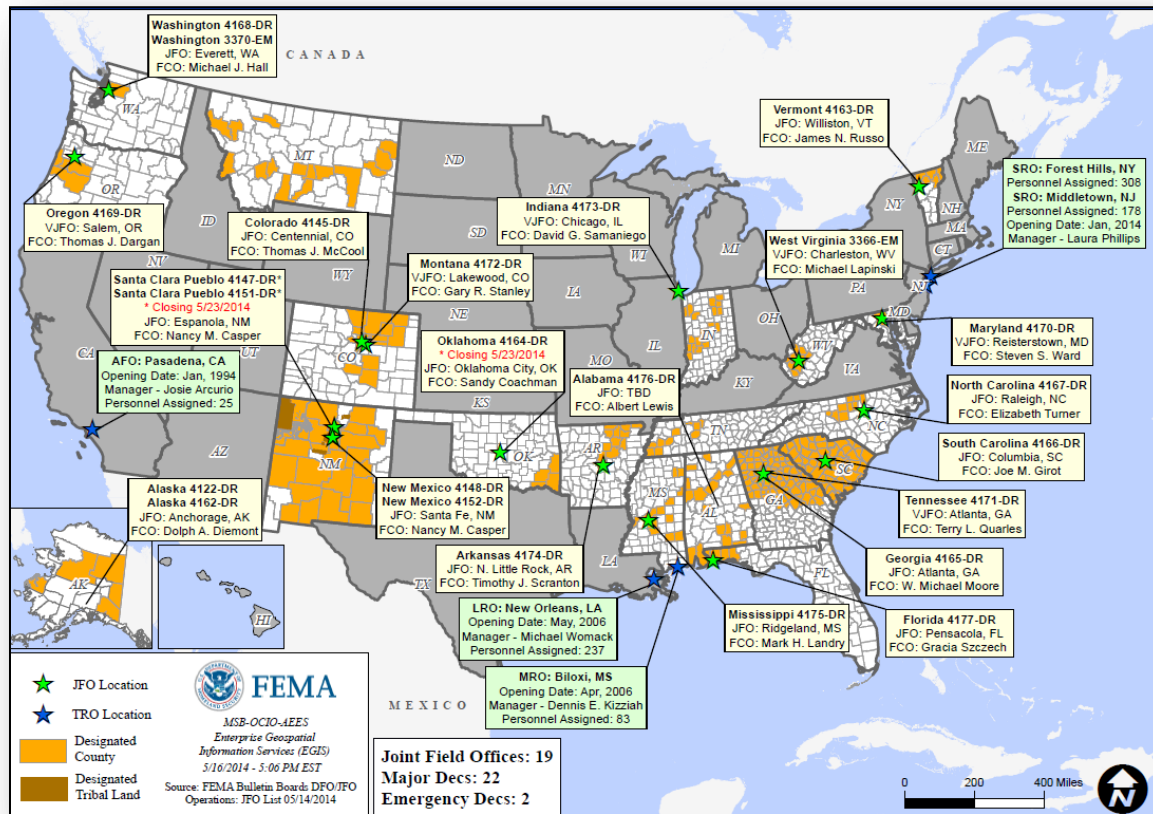 Washington 4168-DR
Washington 3370-EM
JFO: Everett, WA
FCO: Michael J. Hall
CANADA
Vermont 4163-DR
JFO: Williston, VT
FCO: James N. Russo
SRO: Forest Hills, NY
Personnel Assigned: 308
SRO: Middletown, NJ
Personnel Assigned: 178
Opening Date: Jan, 2014
Manager - Laura Phillips
Oregon 4169-DR
VJFO: Salem, OR
FCO: Thomas J. Dargan
Colorado 4145-DR
JFO: Centennial, CO
FCO: Thomas J. McCool
Indiana 4173-DR
VJFO: Chicago, IL
FCO: David G. Samaniego
West Virginia 3366-EM
VJFO: Charleston, WV
FCO: Michael Lapinski
Montana 4172-DR
VJFO: Lakewood, CO
FCO: Gary R. Stanley
Santa Clara Pueblo 4147-DR*
Santa Clara Pueblo 4151-DR*
* Closing 5/23/2014
JFO: Espanola, NM
FCO: Nancy M. Casper
Maryland 4170-DR
VJFO: Reisterstown, MD
FCO: Steven S. Ward
Oklahoma 4164-DR
* Closing 5/23/2014
JFO: Oklahoma City, OK
FCO: Sandy Coachman
AFO: Pasadena, CA
Opening Date: Jan, 1994
Manager - Josie Arcurio
Personnel Assigned: 25
Alabama 4176-DR
JFO: TBD
FCO: Albert Lewis
North Carolina 4167-DR
JFO: Raleigh, NC
FCO: Elizabeth Turner
South Carolina 4166-DR
JFO: Columbia, SC
FCO: Joe M. Girot
Alaska 4122-DR
Alaska 4162-DR
JFO: Anchorage, AK
FCO: Dolph A. Diemont
New Mexico 4148-DR
New Mexico 4152-DR
JFO: Santa Fe, NM
FCO: Nancy M. Casper
Tennessee 4171-DR
VJFO: Atlanta, GA
FCO: Terry L. Quarles
Arkansas 4174-DR
JFO: N. Little Rock, AR
FCO: Timothy J. Scranton
Georgia 4165-DR
JFO: Atlanta, GA
FCO: W. Michael Moore
LRO: New Orleans, LA
Opening Date: May, 2006
Manager - Michael Womack
Personnel Assigned: 237
Mississippi 4175-DR
JFO: Ridgeland, MS
FCO: Mark H. Landry
Florida 4177-DR
JFO: Pensacola, FL
FCO: Gracia Szczech
MRO: Biloxi, MS
Opening Date: Apr, 2006
Manager - Dennis E. Kizziah
Personnel Assigned: 83
MEXICO
WA
OR
MT
ID
ND
SD
MN
WI
MI
NY
ME
NH
MA
CT
NJ
PA
NV
WY
NE
IA
IL
IN
OH
WV
MD
VA
CA
UT
CO
KS
MO
KY
AZ
NM
OK
AR
TN
NC
SC
TX
LA
MS
AL
GA
FL
AK
HI
JFO Location
TRO Location
Designated
County
Designated
Tribal Land
FEMA
MSB-OCIO-AEES
Enterprise Geospatial
Information Services (EGIS)
5/16/2014 - 5:06 PM EST
Source: FEMA Bulletin Boards DFO/JFO
Operations: JFO List 05/14/2014
Joint Field Offices: 19
Major Decs: 22
Emergency Decs: 2
0 200 400 Miles
N